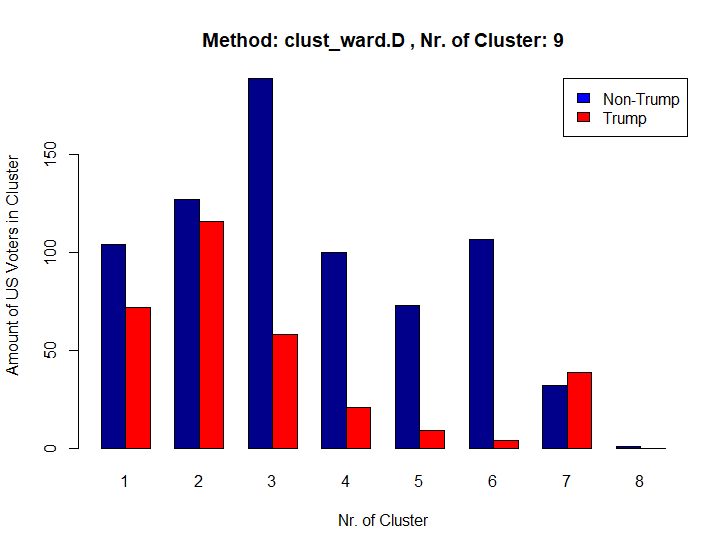 Method: clust_ward.D , Nr. of Cluster: 9
Non-Trump
Trump
Amount of US Voters in Cluster
150
100
50
0
1 2 3 4 5 6 7 8
Nr. of Cluster